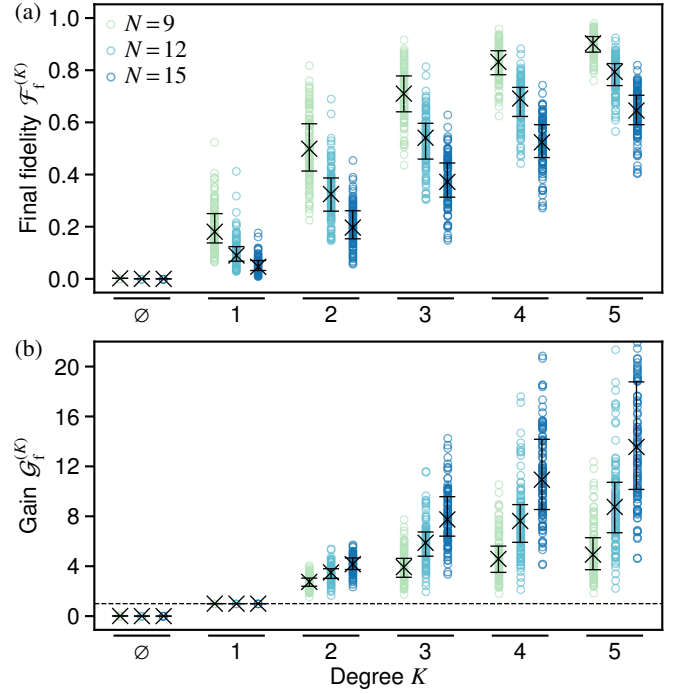 (a)
1.0
0.8
0.6
0.4
0.2
0.0
Final fidelity 𝓕_f^(K)
N = 9
N = 12
N = 15
∅ 1 2 3 4 5
(b)
20
16
12
8
4
0
Gain 𝓖_f^(K)
∅ 1 2 3 4 5
Degree K